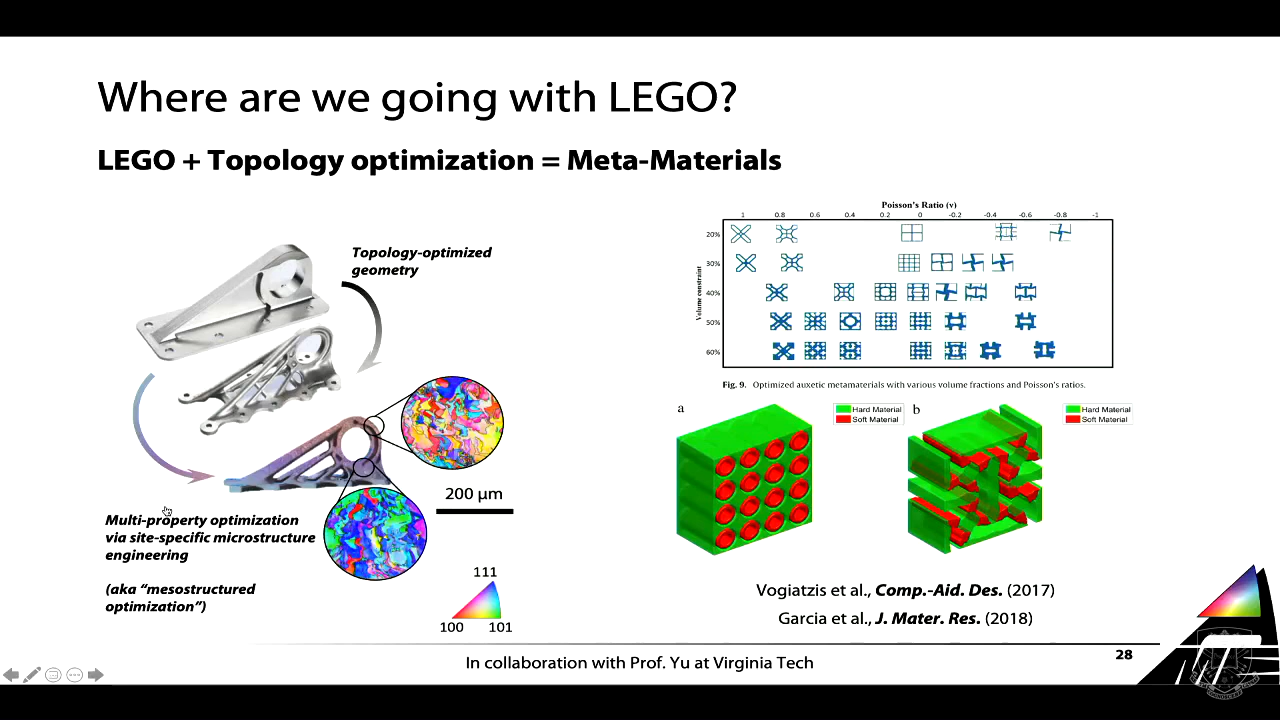 Where are we going with LEGO?
LEGO + Topology optimization = Meta-Materials
Topology-optimized
geometry
200 µm
Multi-property optimization
via site-specific microstructure
engineering
(aka “mesostructured
optimization”)
111
100 101
Poisson's Ratio (ν)
1 0.8 0.6 0.4 0.2 0 -0.2 -0.4 -0.6 -0.8 -1
Volume constraint
20%
30%
40%
50%
60%
Fig. 9. Optimized auxetic metamaterials with various volume fractions and Poisson's ratios.
a
Hard Material
Soft Material
b
Hard Material
Soft Material
Vogiatzis et al., Comp.-Aid. Des. (2017)
Garcia et al., J. Mater. Res. (2018)
In collaboration with Prof. Yu at Virginia Tech
28